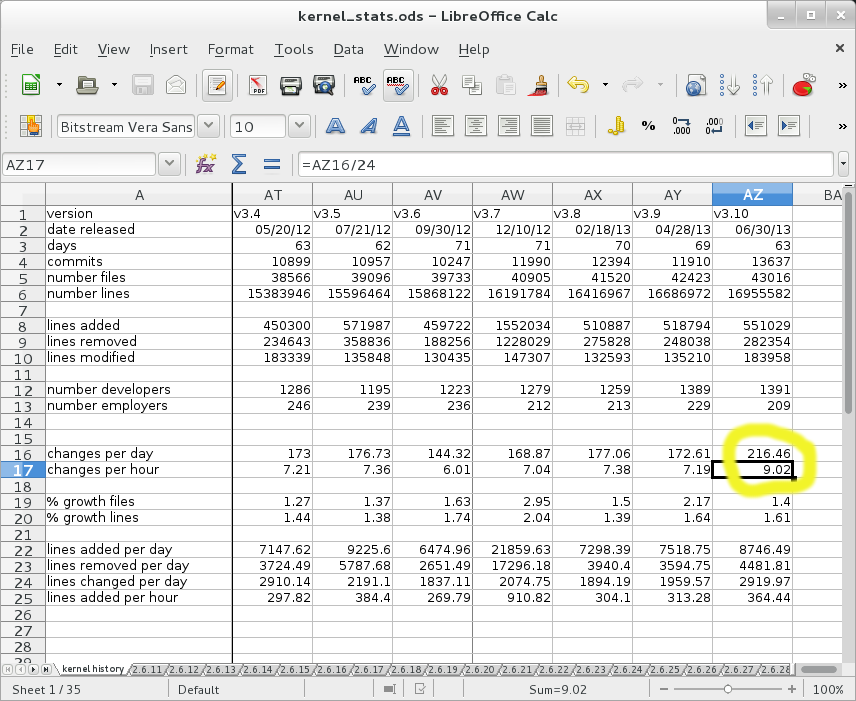 kernel_stats.ods – LibreOffice Calc
File Edit View Insert Format Tools Data Window Help
PDF ABC ABC
Bitstream Vera Sans 10 % .000 .000
AZ17 =AZ16/24
A AT AU AV AW AX AY AZ BA
1 version v3.4 v3.5 v3.6 v3.7 v3.8 v3.9 v3.10
2 date released 05/20/12 07/21/12 09/30/12 12/10/12 02/18/13 04/28/13 06/30/13
3 days 63 62 71 71 70 69 63
4 commits 10899 10957 10247 11990 12394 11910 13637
5 number files 38566 39096 39733 40905 41520 42423 43016
6 number lines 15383946 15596464 15868122 16191784 16416967 16686972 16955582
7
8 lines added 450300 571987 459722 1552034 510887 518794 551029
9 lines removed 234643 358836 188256 1228029 275828 248038 282354
10 lines modified 183339 135848 130435 147307 132593 135210 183958
11
12 number developers 1286 1195 1223 1279 1259 1389 1391
13 number employers 246 239 236 212 213 229 209
14
15
16 changes per day 173 176.73 144.32 168.87 177.06 172.61 216.46
17 changes per hour 7.21 7.36 6.01 7.04 7.38 7.19 9.02
18
19 % growth files 1.27 1.37 1.63 2.95 1.5 2.17 1.4
20 % growth lines 1.44 1.38 1.74 2.04 1.39 1.64 1.61
21
22 lines added per day 7147.62 9225.6 6474.96 21859.63 7298.39 7518.75 8746.49
23 lines removed per day 3724.49 5787.68 2651.49 17296.18 3940.4 3594.75 4481.81
24 lines changed per day 2910.14 2191.1 1837.11 2074.75 1894.19 1959.57 2919.97
25 lines added per hour 297.82 384.4 269.79 910.82 304.1 313.28 364.44
26
27
28
29
kernel history 2.6.11 2.6.12 2.6.13 2.6.14 2.6.15 2.6.16 2.6.17 2.6.18 2.6.19 2.6.20 2.6.21 2.6.22 2.6.23 2.6.24 2.6.25 2.6.26 2.6.27 2.6.28
Sheet 1 / 35 Default Sum=9.02 100%